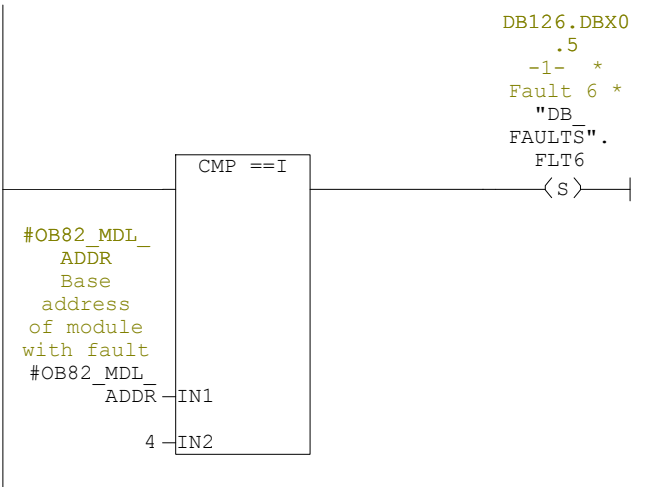 DB126.DBX0
.5
-1- *
Fault 6 *
"DB_
FAULTS".
FLT6
CMP ==I
S
#OB82_MDL_
ADDR
Base
address
of module
with fault
#OB82_MDL_
ADDR IN1
4 IN2